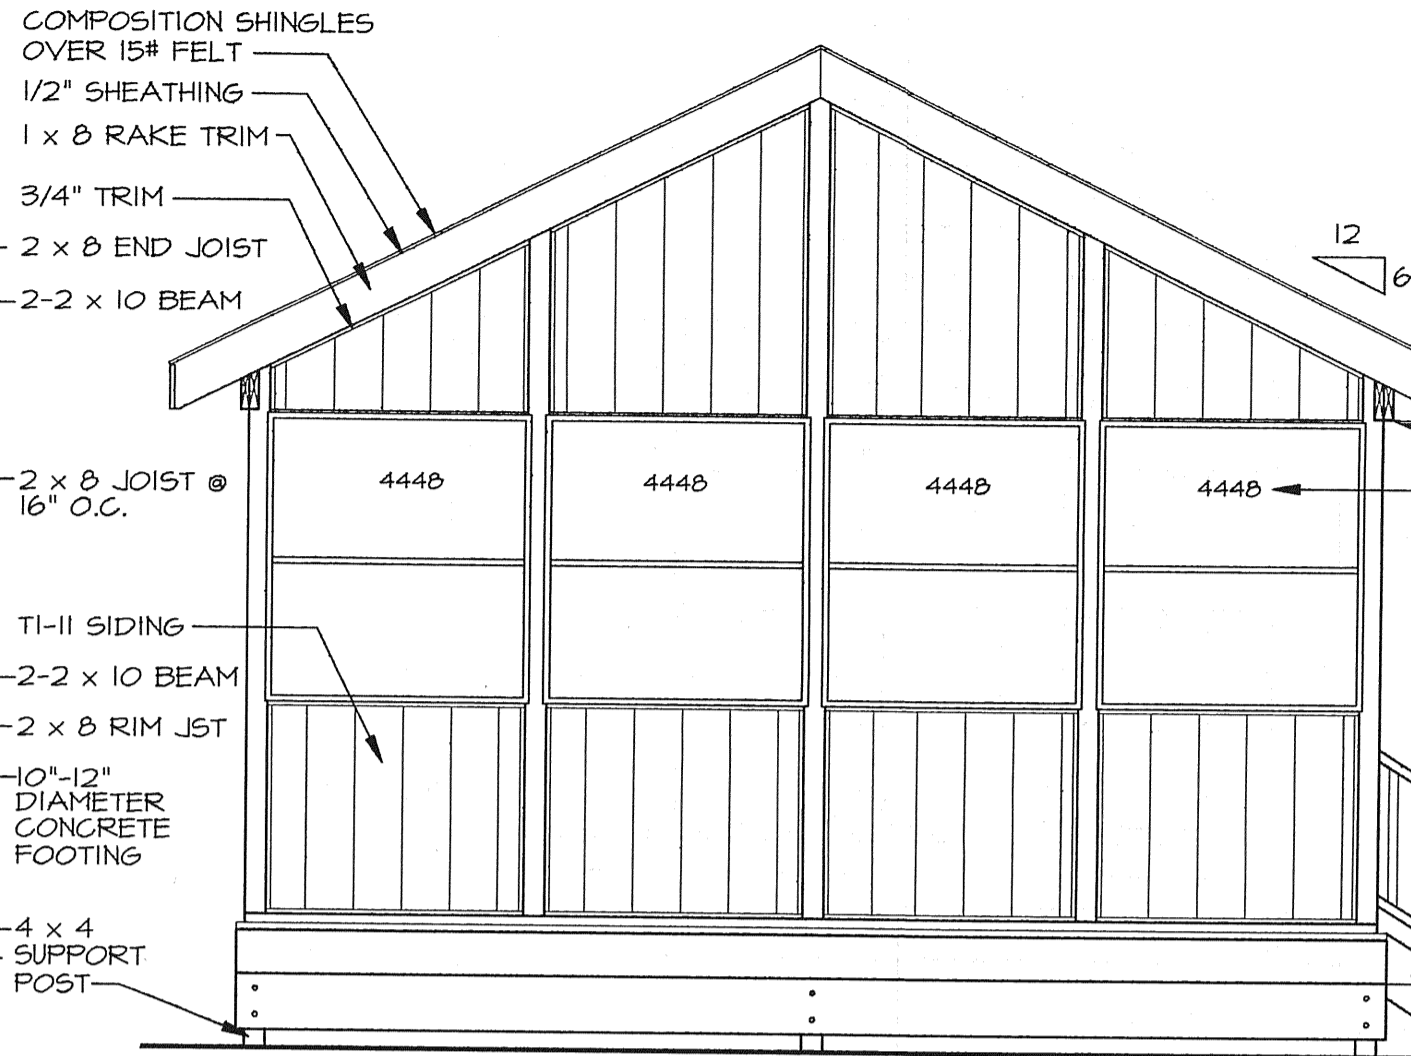 COMPOSITION SHINGLES
OVER 15# FELT
1/2" SHEATHING
1 x 8 RAKE TRIM
3/4" TRIM
2 x 8 END JOIST
2-2 x 10 BEAM
12
6
2 x 8 JOIST @
16" O.C.
4448
4448
4448
4448
T1-11 SIDING
2-2 x 10 BEAM
2 x 8 RIM JST
10"-12"
DIAMETER
CONCRETE
FOOTING
4 x 4
SUPPORT
POST